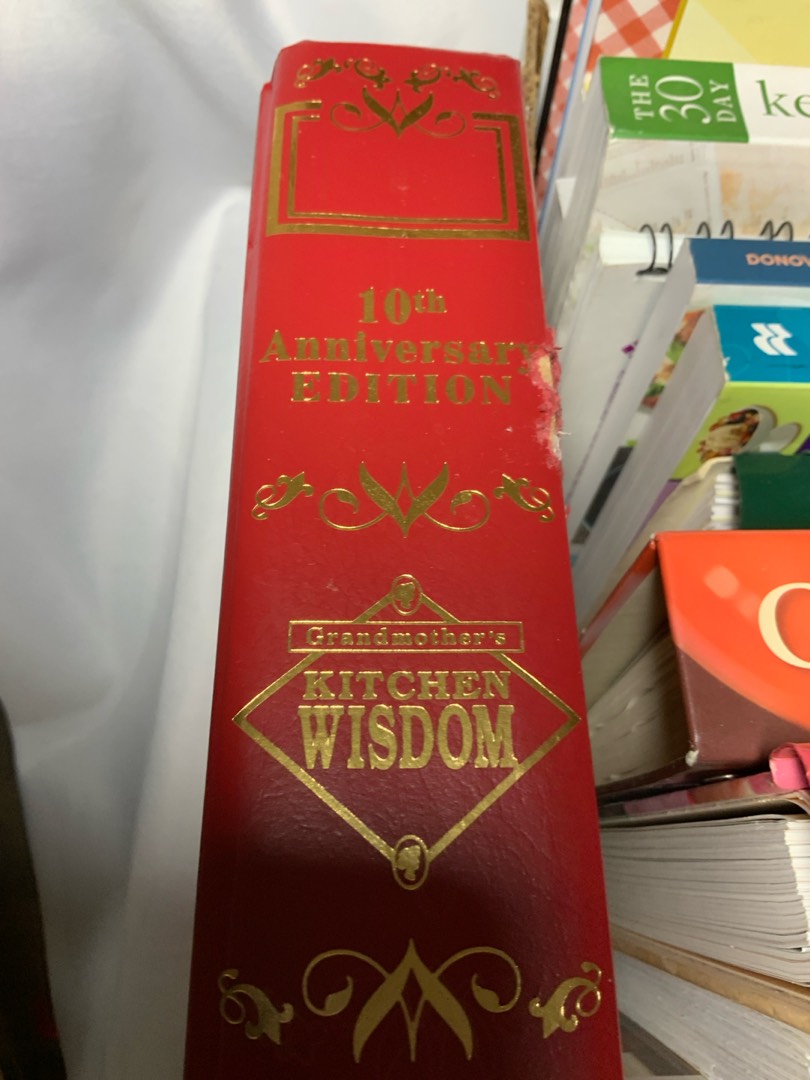 10th
Anniversary
EDITION
Grandmother's
KITCHEN
WISDOM
THE
30
DAY
ke
DONOV